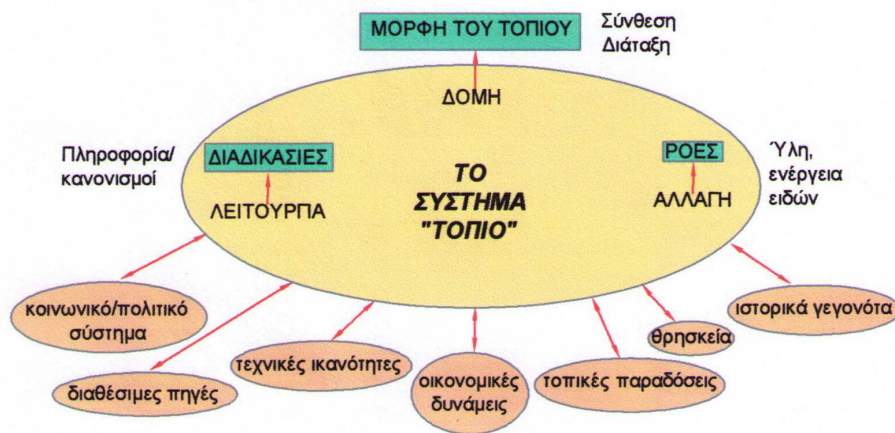 ΜΟΡΦΗ ΤΟΥ ΤΟΠΙΟΥ
Σύνθεση
Διάταξη
ΔΟΜΗ
Πληροφορία/
κανονισμοί
ΔΙΑΔΙΚΑΣΙΕΣ
ΛΕΙΤΟΥΡΓΙΑ
ΤΟ
ΣΥΣΤΗΜΑ
"ΤΟΠΙΟ"
ΡΟΕΣ
ΑΛΛΑΓΗ
Ύλη,
ενέργεια
ειδών
κοινωνικό/πολιτικό
σύστημα
διαθέσιμες πηγές
τεχνικές ικανότητες
οικονομικές
δυνάμεις
τοπικές παραδόσεις
θρησκεία
ιστορικά γεγονότα